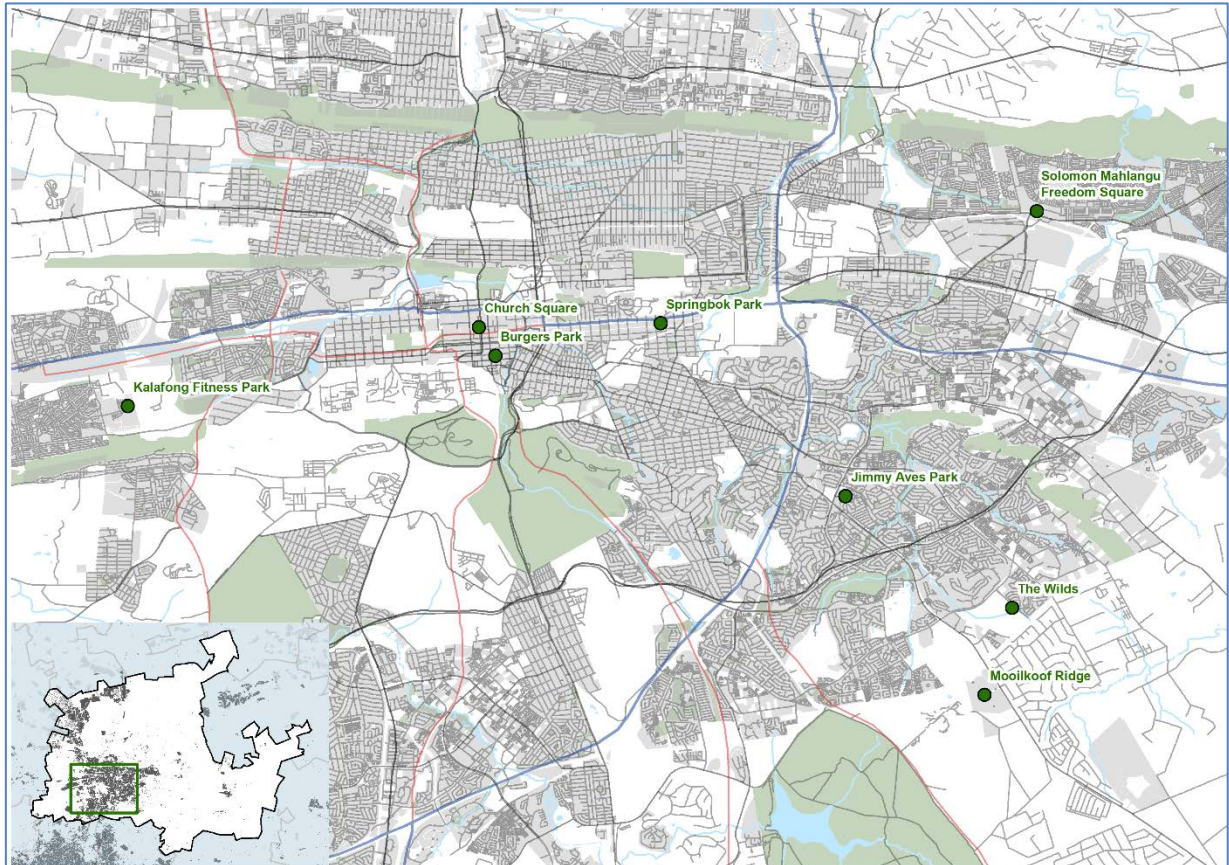 Solomon Mahlangu
Freedom Square
Church Square
Springbok Park
Burgers Park
Kalafong Fitness Park
Jimmy Aves Park
The Wilds
Mooilkoof Ridge